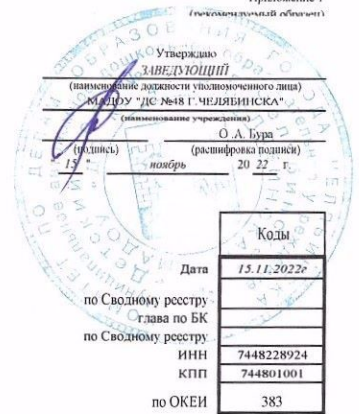 (рекомендуемый образец)
Утверждаю
ЗАВЕДУЮЩИЙ
(наименование должности уполномоченного лица)
МАДОУ "ДС №48 Г.ЧЕЛЯБИНСКА"
(наименование учреждения)
О .А. Бура
(подпись) (расшифровка подписи)
15 " ноябрь 20 22 г.
Коды
Дата 15.11.2022г
по Сводному реестру
глава по БК
по Сводному реестру
ИНН 7448228924
КПП 744801001
по ОКЕИ 383